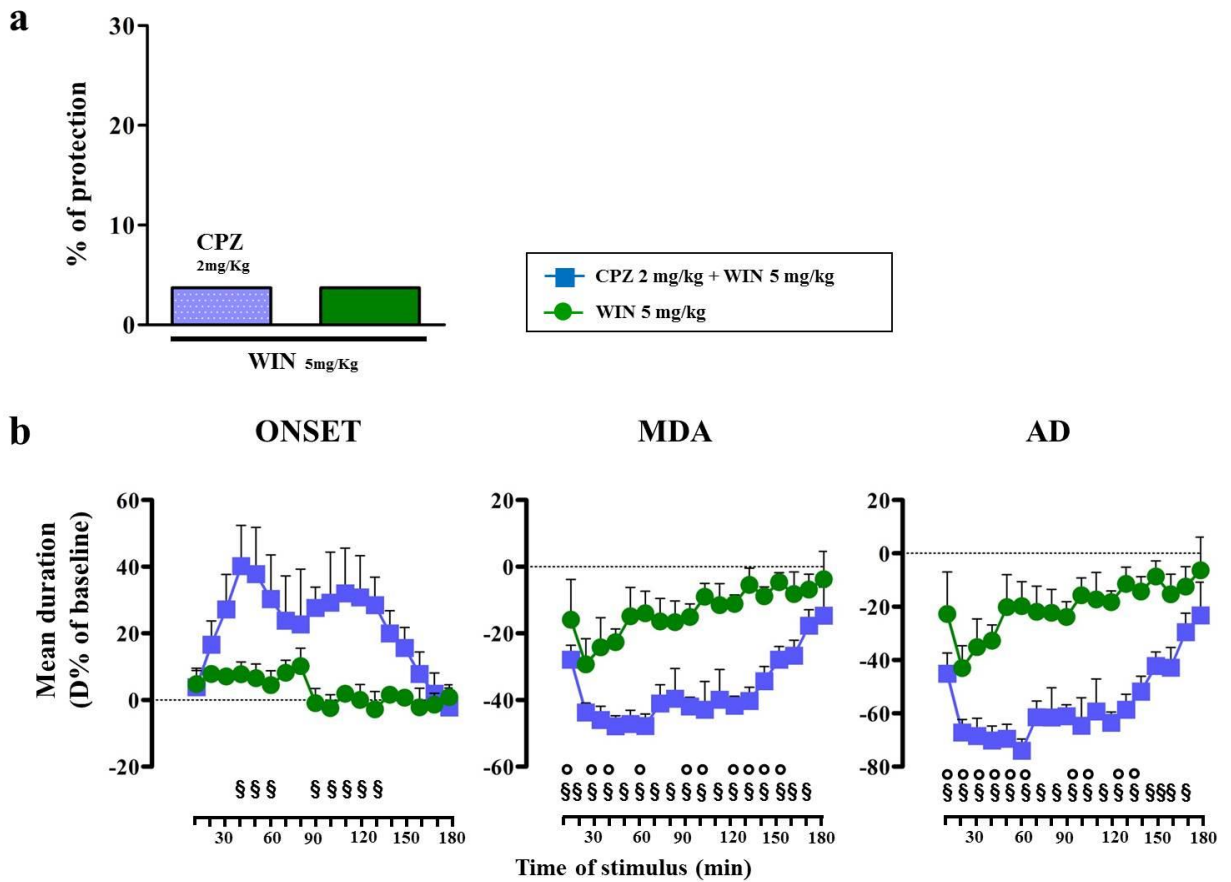 a
% of protection
30
20
10
0
CPZ
2mg/Kg
WIN 5mg/Kg
CPZ 2 mg/kg + WIN 5 mg/kg
WIN 5 mg/kg
b
ONSET MDA AD
Mean duration
(D% of baseline)
60
40
20
0
-20
§ § § § § § § §
30 60 90 120 150 180
20
0
-20
-40
-60
30 60 90 120 150 180
20
0
-20
-40
-60
-80
30 60 90 120 150 180
Time of stimulus (min)